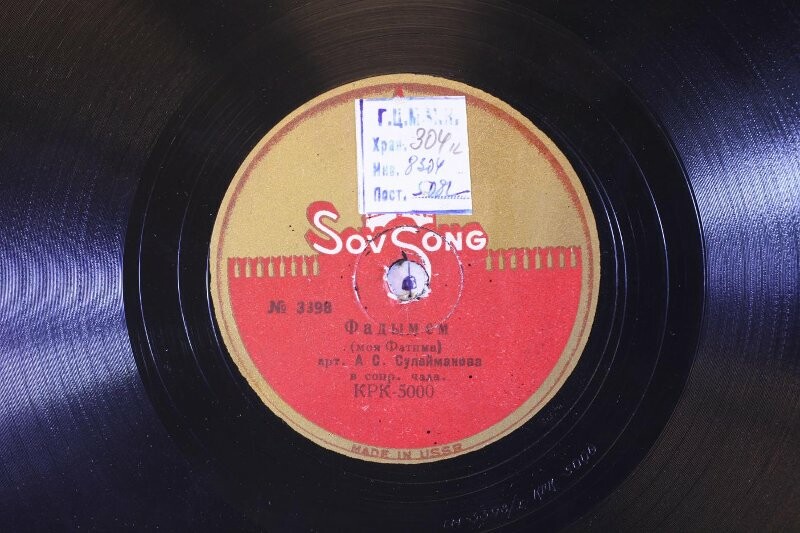 Г.Ц.М.М.К.
Хран. 304
Инв. 8504
Пост.
SovSong
№ 3398
Фадымем
(моя Фатима)
арт. А С. Сулайманова
в сопр. чала.
КРК-5000
MADE IN USSR